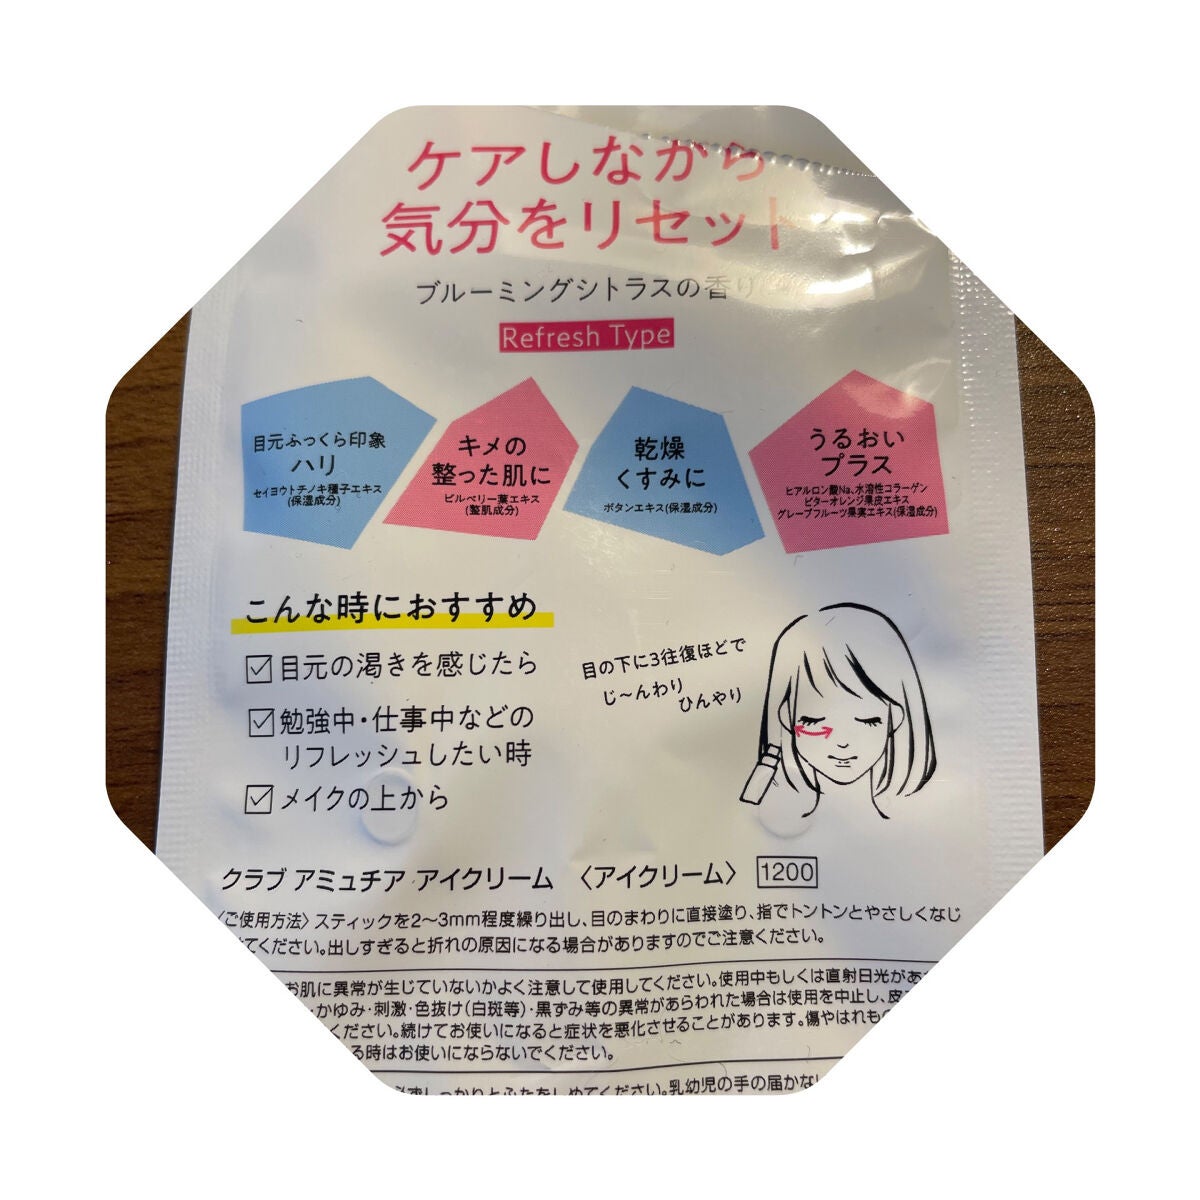 ケアしながら
気分をリセット
ブルーミングシトラスの香り
Refresh Type
目元ふっくら印象
ハリ
セイヨウトチノキ種子エキス
(保湿成分)
キメの
整った肌に
ビルベリー葉エキス
(整肌成分)
乾燥
くすみに
ボタンエキス(保湿成分)
うるおい
プラス
ヒアルロン酸Na、水溶性コラーゲン
ビターオレンジ果皮エキス
グレープフルーツ果実エキス(保湿成分)
こんな時におすすめ
☑目元の渇きを感じたら
☑勉強中・仕事中などの
リフレッシュしたい時
☑メイクの上から
目の下に3往復ほどで
じ〜んわり
ひんやり
クラブ アミュチア アイクリーム 〈アイクリーム〉 1200
〈ご使用方法〉スティックを2〜3mm程度繰り出し、目のまわりに直接塗り、指でトントンとやさしくなじ
てください。出しすぎると折れの原因になる場合がありますのでご注意ください。
お肌に異常が生じていないかよく注意して使用してください。使用中もしくは直射日光があ
・かゆみ・刺激・色抜け(白斑等)・黒ずみ等の異常があらわれた場合は使用を中止し、皮
ください。続けてお使いになると症状を悪化させることがあります。傷やはれも
る時はお使いにならないでください。
しっかりとふたをしめてください。乳幼児の手の届かな